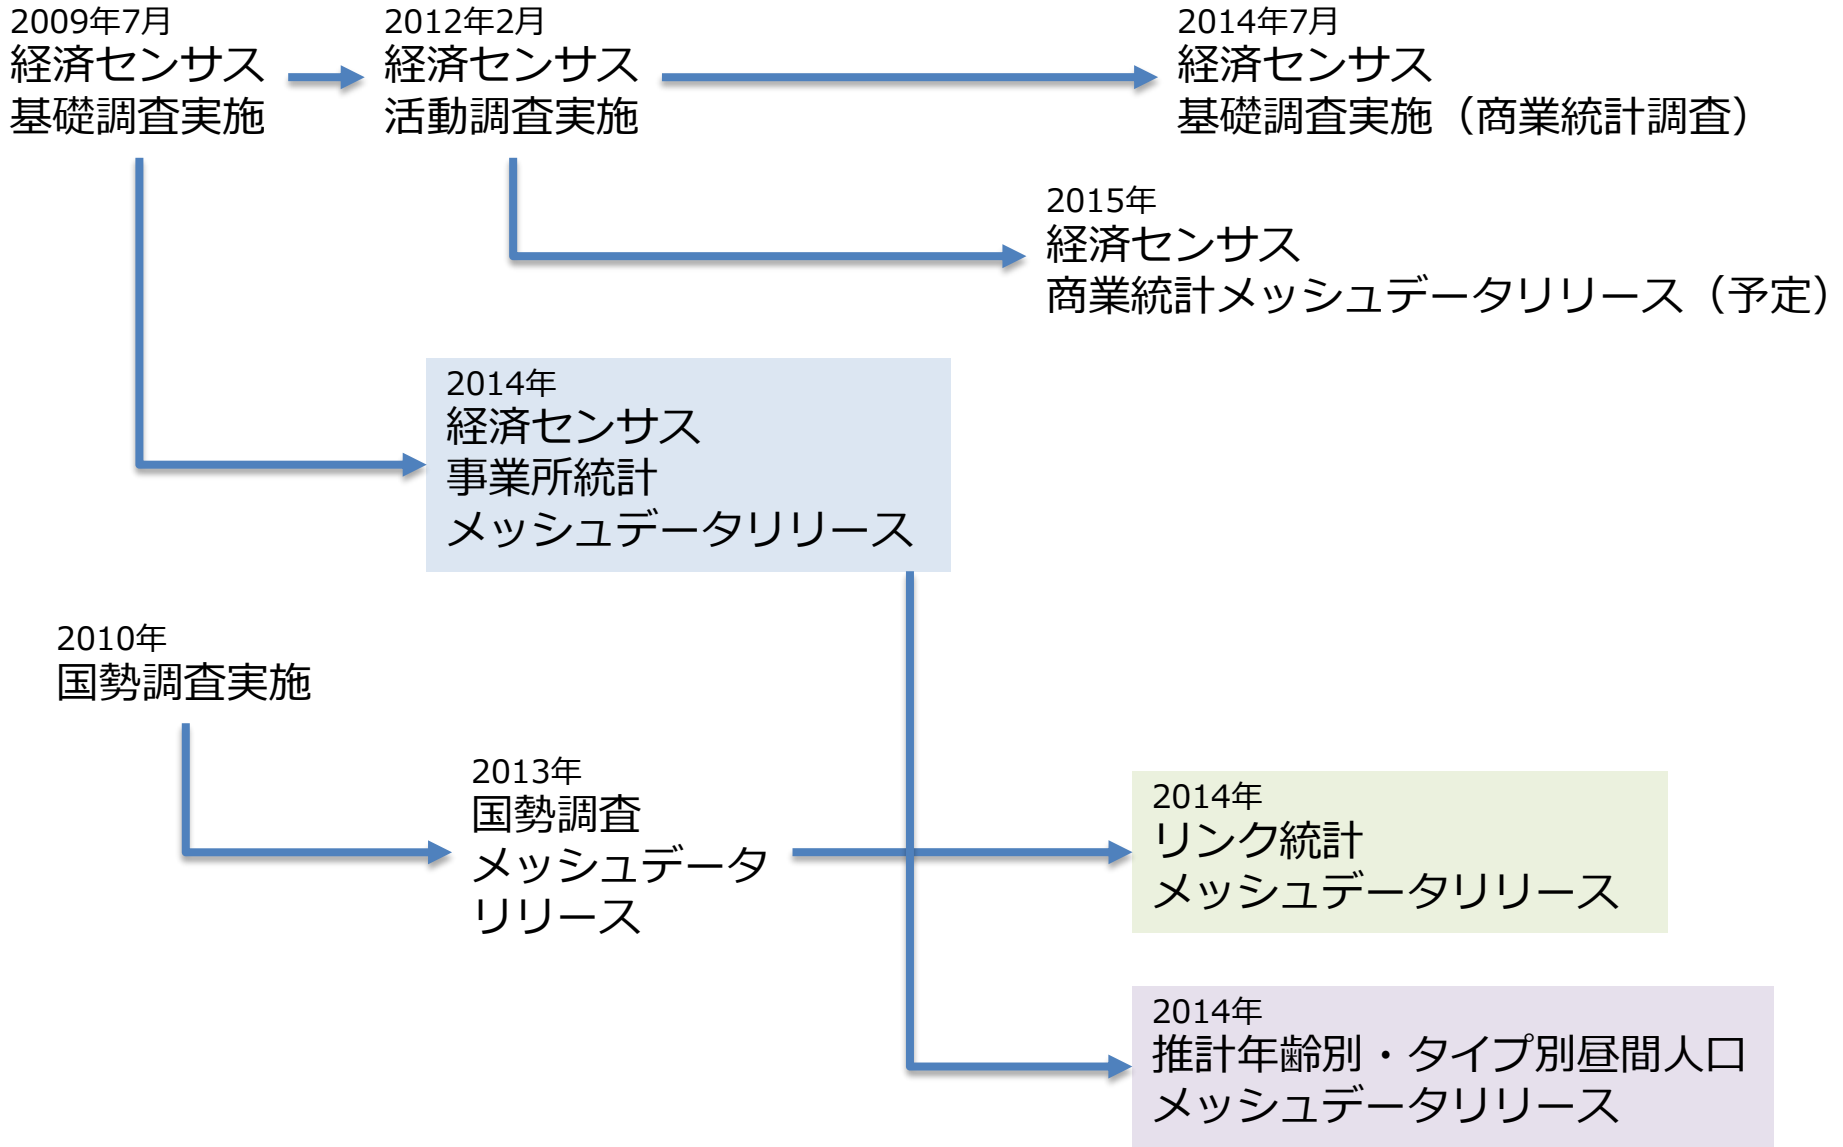 2009年7月
経済センサス
基礎調査実施
2012年2月
経済センサス
活動調査実施
2014年7月
経済センサス
基礎調査実施（商業統計調査）
2015年
経済センサス
商業統計メッシュデータリリース（予定）
2014年
経済センサス
事業所統計
メッシュデータリリース
2010年
国勢調査実施
2013年
国勢調査
メッシュデータ
リリース
2014年
リンク統計
メッシュデータリリース
2014年
推計年齢別・タイプ別昼間人口
メッシュデータリリース